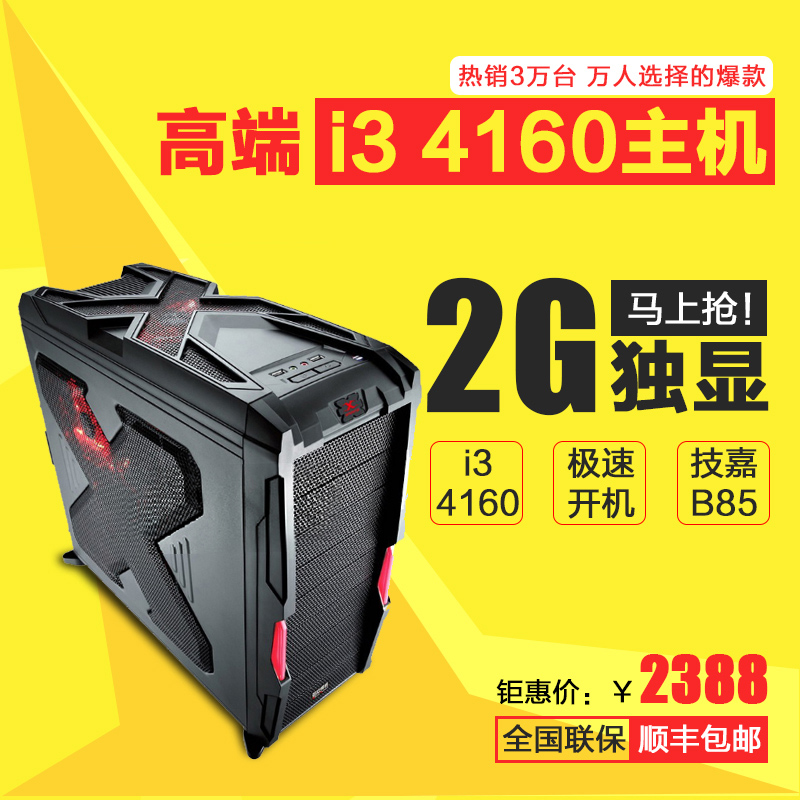 热销3万台 万人选择的爆款
高端 i3 4160主机
2G 马上抢!
独显
i3
4160
极速
开机
技嘉
B85
钜惠价:￥2388
全国联保 顺丰包邮